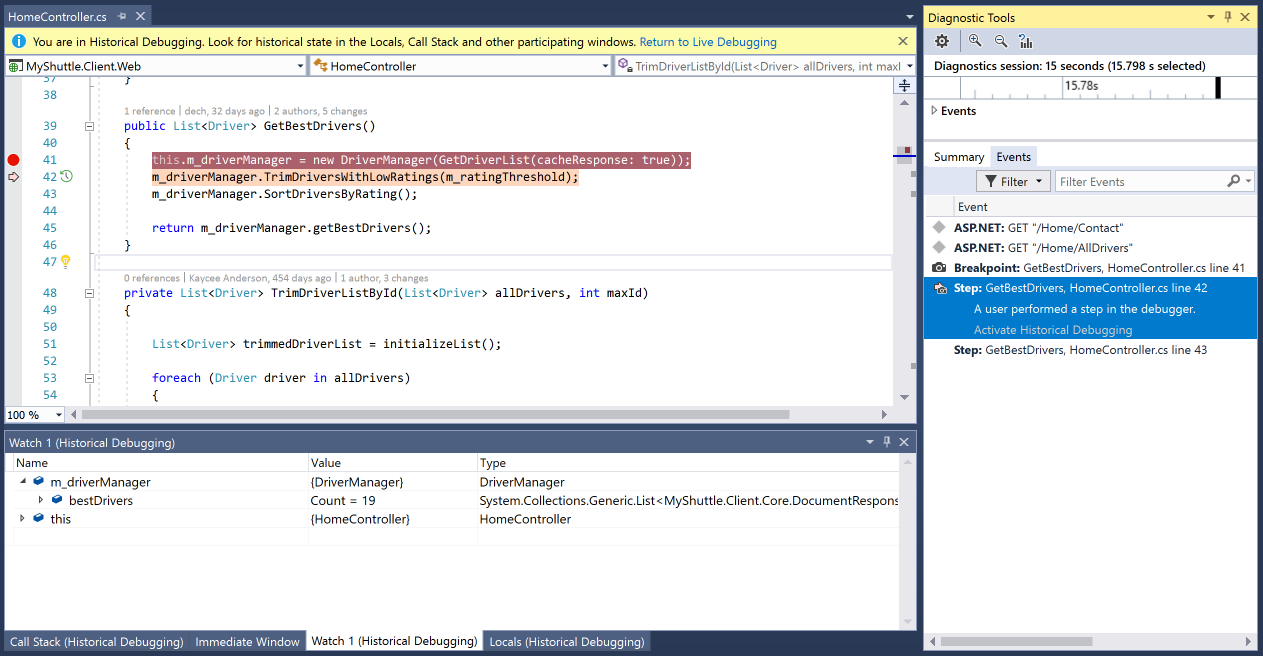 HomeController.cs
You are in Historical Debugging. Look for historical state in the Locals, Call Stack and other participating windows. Return to Live Debugging
MyShuttle.Client.Web
HomeController
TrimDriverListById(List<Driver> allDrivers, int maxI
37 }
38
1 reference | dech, 32 days ago | 2 authors, 5 changes
39 public List<Driver> GetBestDrivers()
40 {
41 this.m_driverManager = new DriverManager(GetDriverList(cacheResponse: true));
42 m_driverManager.TrimDriversWithLowRatings(m_ratingThreshold);
43 m_driverManager.SortDriversByRating();
44
45 return m_driverManager.getBestDrivers();
46 }
47
0 references | Kaycee Anderson, 454 days ago | 1 author, 3 changes
48 private List<Driver> TrimDriverListById(List<Driver> allDrivers, int maxId)
49 {
50
51 List<Driver> trimmedDriverList = initializeList();
52
53 foreach (Driver driver in allDrivers)
54 {
100 %
Watch 1 (Historical Debugging)
Name Value Type
m_driverManager {DriverManager} DriverManager
bestDrivers Count = 19 System.Collections.Generic.List<MyShuttle.Client.Core.DocumentRespons
this {HomeController} HomeController
Call Stack (Historical Debugging) Immediate Window Watch 1 (Historical Debugging) Locals (Historical Debugging)
Diagnostic Tools
Diagnostics session: 15 seconds (15.798 s selected)
15.78s
Events
Summary Events
Filter Filter Events
Event
ASP.NET: GET "/Home/Contact"
ASP.NET: GET "/Home/AllDrivers"
Breakpoint: GetBestDrivers, HomeController.cs line 41
Step: GetBestDrivers, HomeController.cs line 42
A user performed a step in the debugger.
Activate Historical Debugging
Step: GetBestDrivers, HomeController.cs line 43